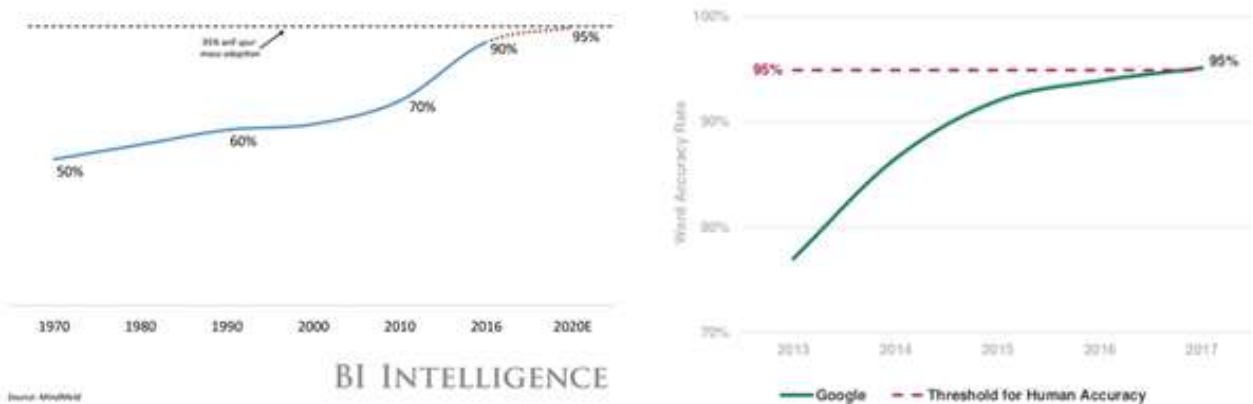 95% will spur
mass adoption
50%
60%
70%
90%
95%
1970 1980 1990 2000 2010 2016 2020E
BI INTELLIGENCE
Source: MindMeld
100%
95%
95%
90%
80%
70%
Word Accuracy Rate
2013 2014 2015 2016 2017
Google Threshold for Human Accuracy